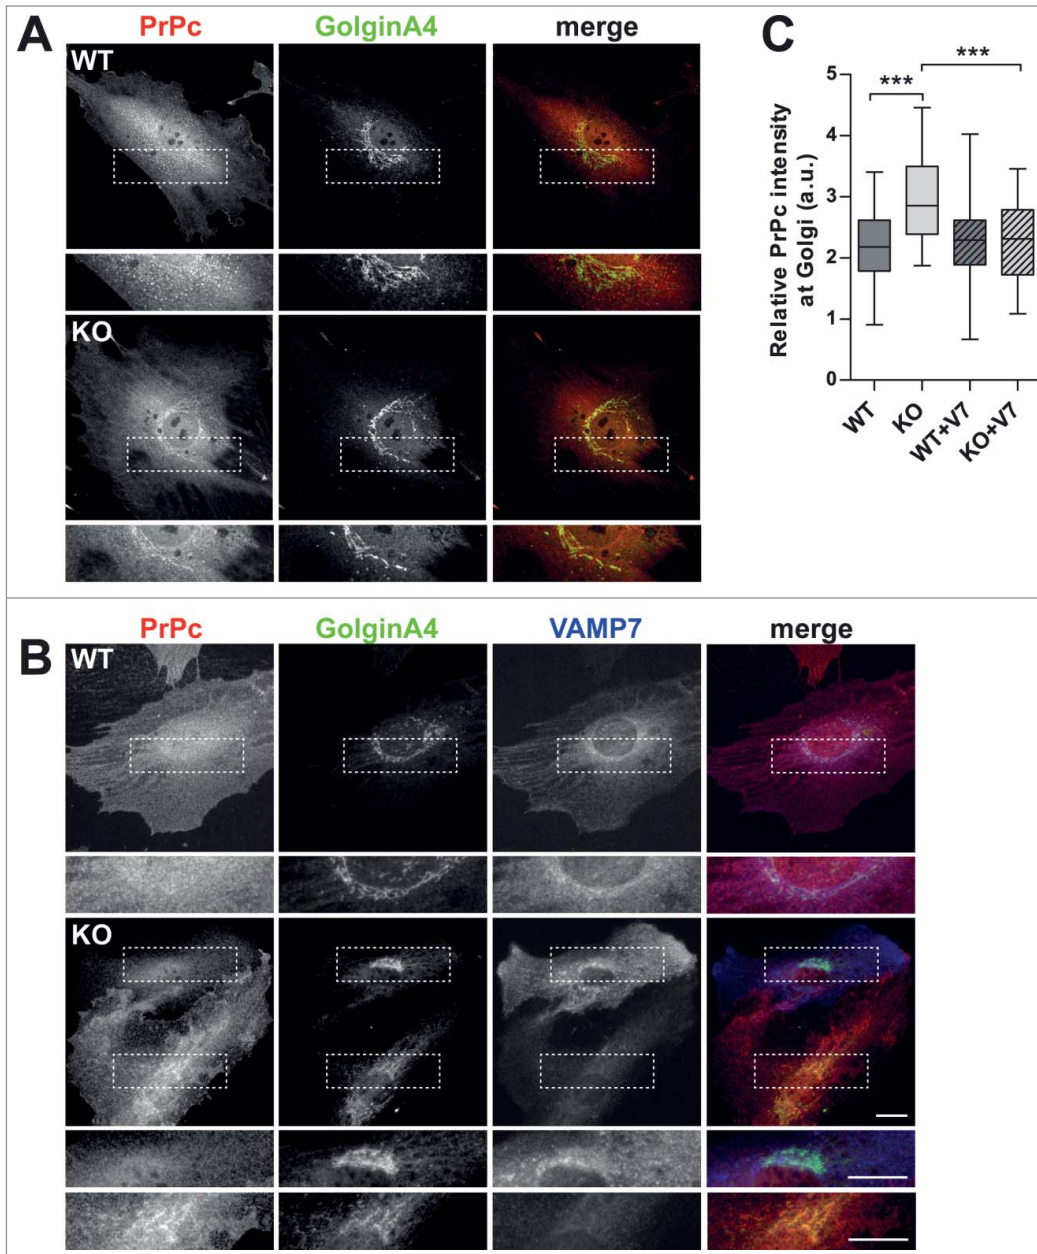 A
PrPc GolginA4 merge
WT
KO
C
***
***
Relative PrPc intensity
at Golgi (a.u.)
5
4
3
2
1
0
WT KO WT+V7 KO+V7
B
PrPc GolginA4 VAMP7 merge
WT
KO